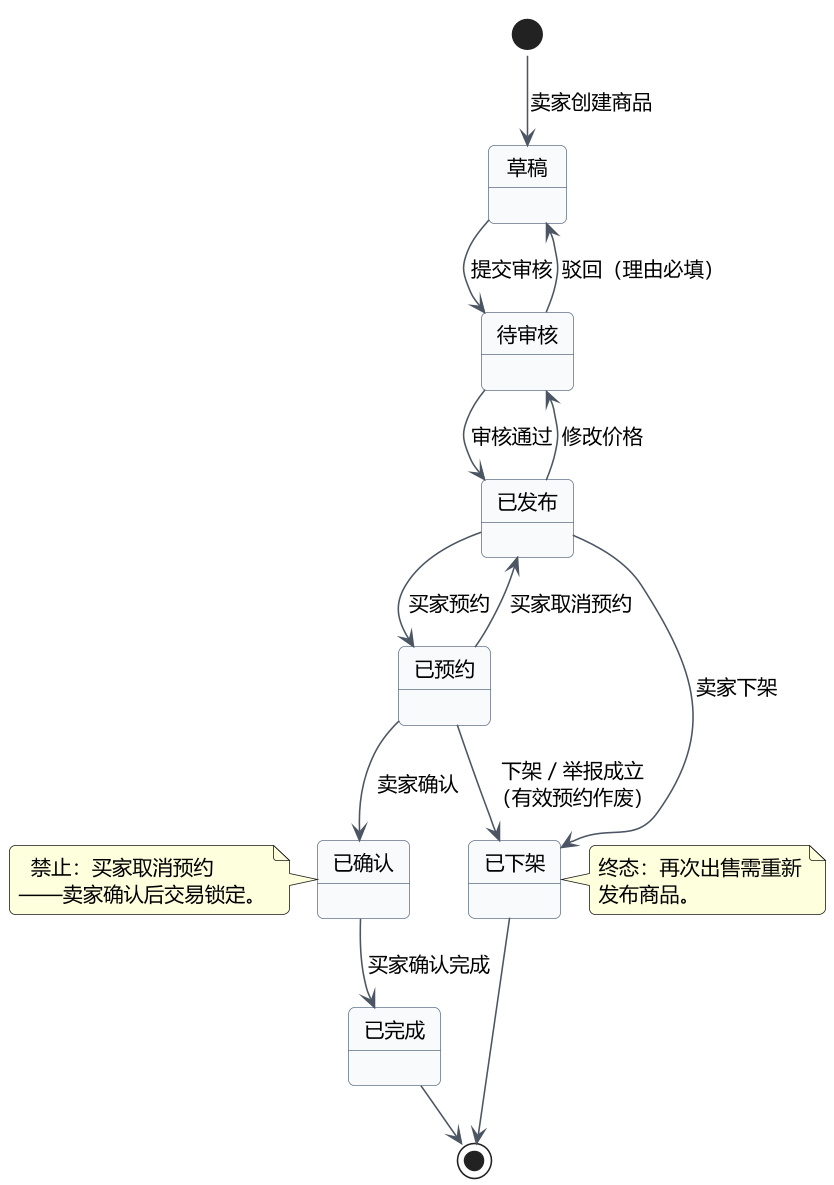 卖家创建商品
草稿
提交审核
驳回（理由必填）
待审核
审核通过
修改价格
已发布
买家预约
买家取消预约
已预约
卖家下架
卖家确认
下架 / 举报成立
（有效预约作废）
禁止：买家取消预约
——卖家确认后交易锁定。
已确认
已下架
终态：再次出售需重新
发布商品。
买家确认完成
已完成